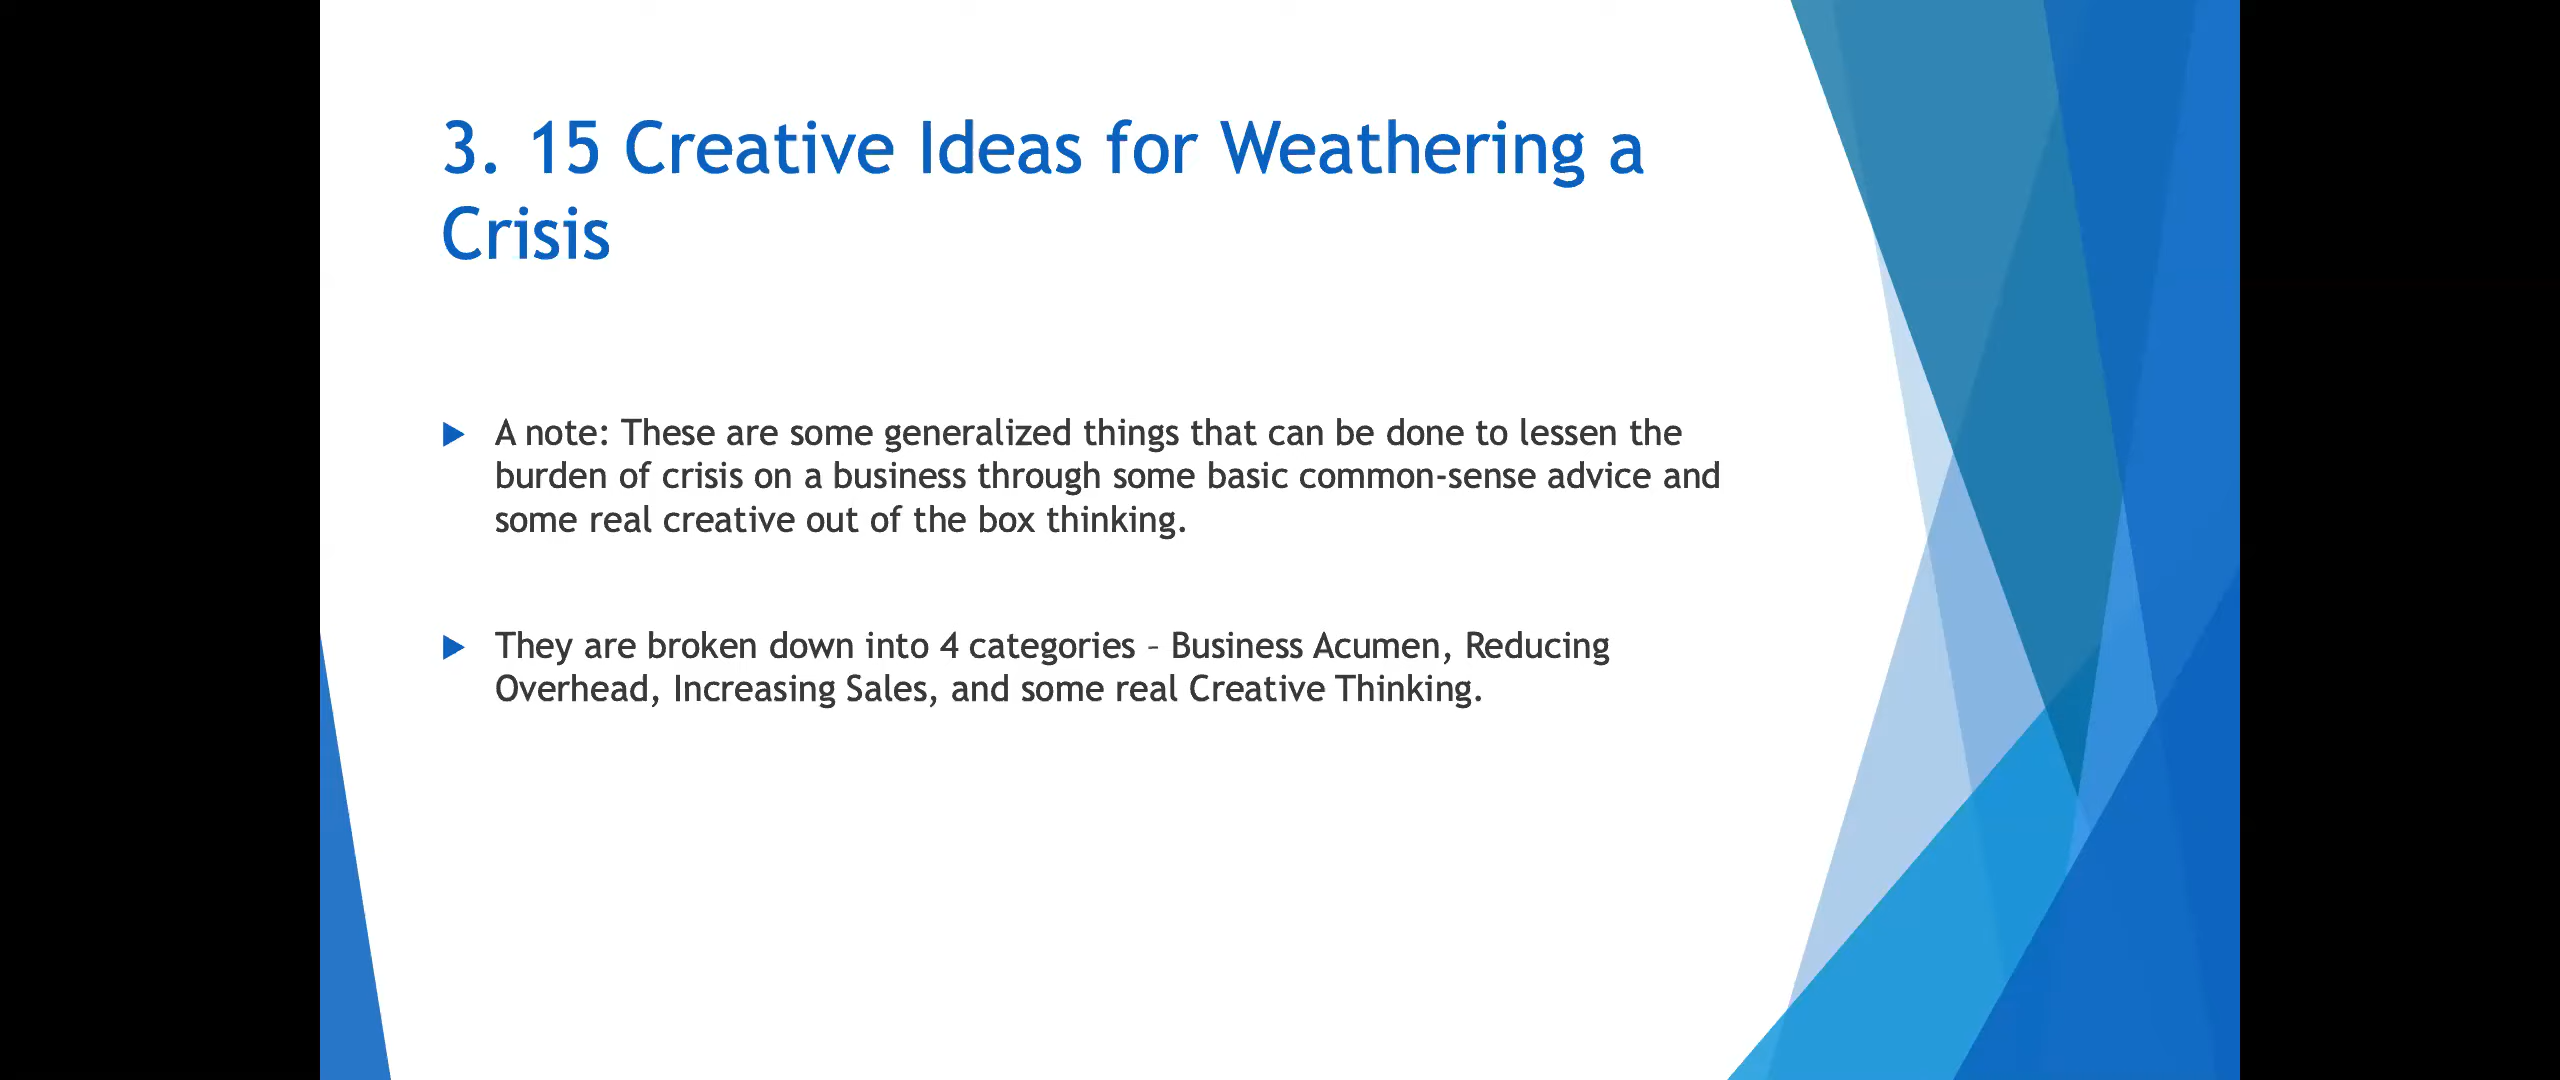 3. 15 Creative Ideas for Weathering a
Crisis
A note: These are some generalized things that can be done to lessen the
burden of crisis on a business through some basic common-sense advice and
some real creative out of the box thinking.
They are broken down into 4 categories – Business Acumen, Reducing
Overhead, Increasing Sales, and some real Creative Thinking.